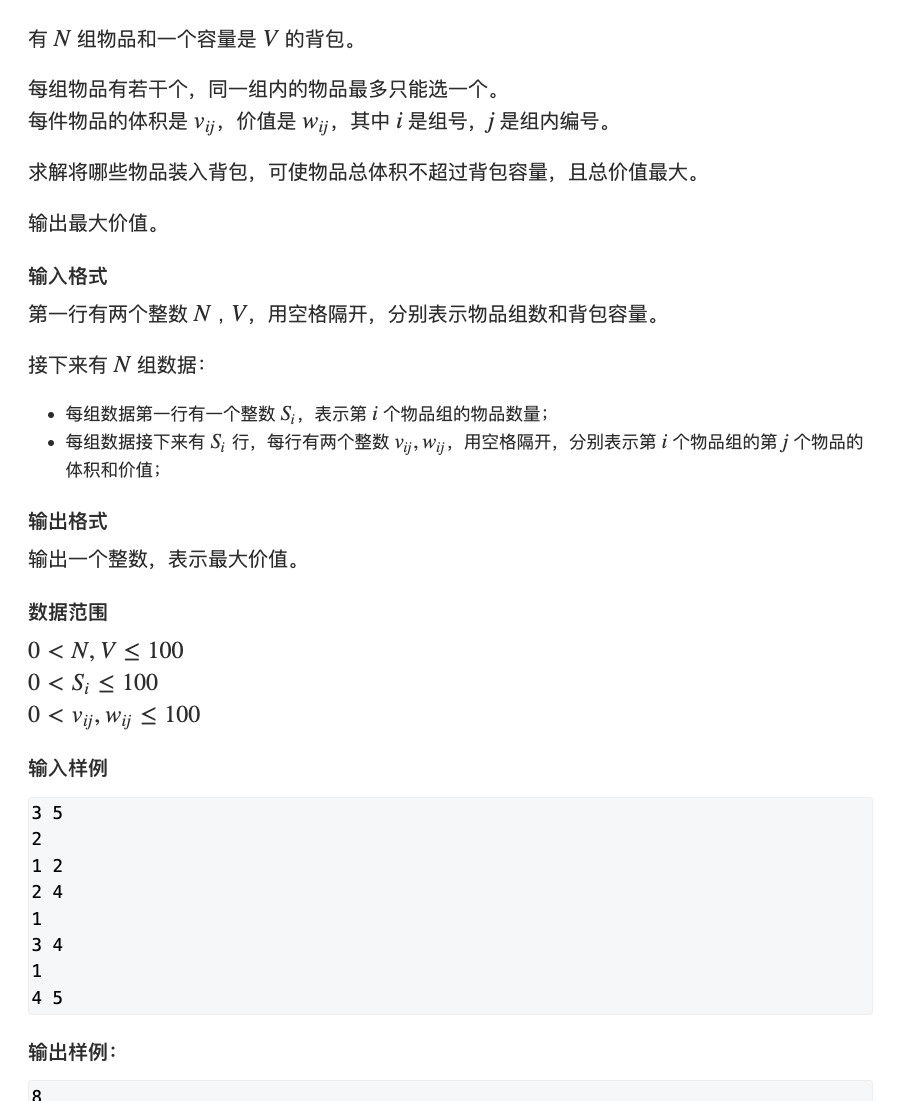 有 N 组物品和一个容量是 V 的背包。
每组物品有若干个，同一组内的物品最多只能选一个。
每件物品的体积是 v_{ij}，价值是 w_{ij}，其中 i 是组号，j 是组内编号。
求解将哪些物品装入背包，可使物品总体积不超过背包容量，且总价值最大。
输出最大价值。
输入格式
第一行有两个整数 N，V，用空格隔开，分别表示物品组数和背包容量。
接下来有 N 组数据：
• 每组数据第一行有一个整数 S_i，表示第 i 个物品组的物品数量；
• 每组数据接下来有 S_i 行，每行有两个整数 v_{ij}, w_{ij}，用空格隔开，分别表示第 i 个物品组的第 j 个物品的
体积和价值；
输出格式
输出一个整数，表示最大价值。
数据范围
0 < N, V ≤ 100
0 < S_i ≤ 100
0 < v_{ij}, w_{ij} ≤ 100
输入样例
3 5
2
1 2
2 4
1
3 4
1
4 5
输出样例：
8